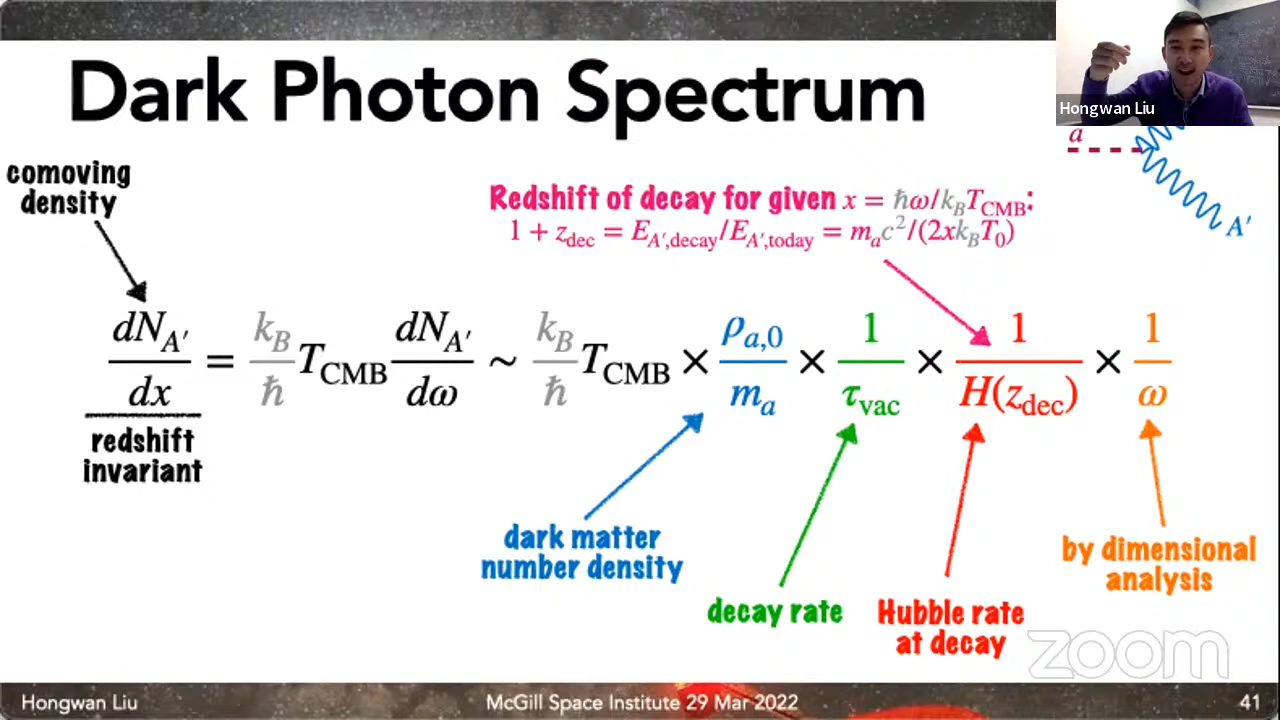 Dark Photon Spectrum
Hongwan Liu
a
A′
comoving
density
Redshift of decay for given x = ħω/k_B T_CMB:
1 + z_dec = E_A′,decay/E_A′,today = m_a c²/(2xk_B T_0)
dN_A′/dx = k_B/ħ T_CMB dN_A′/dω ~ k_B/ħ T_CMB × ρ_a,0/m_a × 1/τ_vac × 1/H(z_dec) × 1/ω
redshift
invariant
dark matter
number density
decay rate
Hubble rate
at decay
by dimensional
analysis
zoom
Hongwan Liu
McGill Space Institute 29 Mar 2022
41